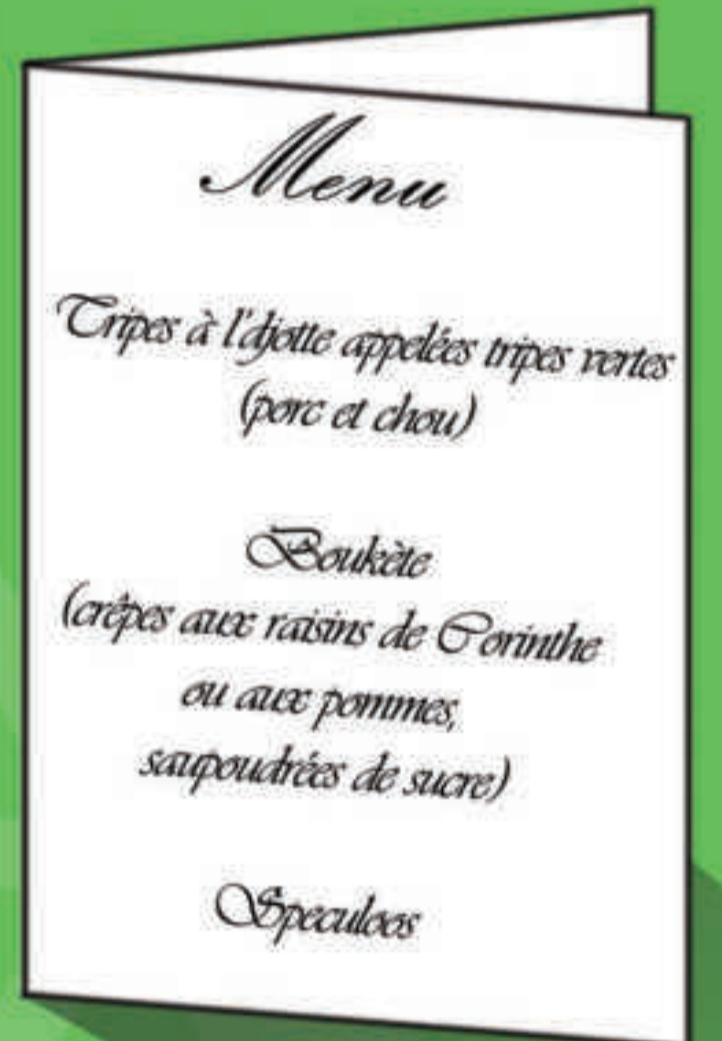 Menu
Tripes à l'djotte appelées tripes vertes
(porc et chou)
Boukète
(crêpes aux raisins de Corinthe
ou aux pommes,
saupoudrées de sucre)
Speculoos